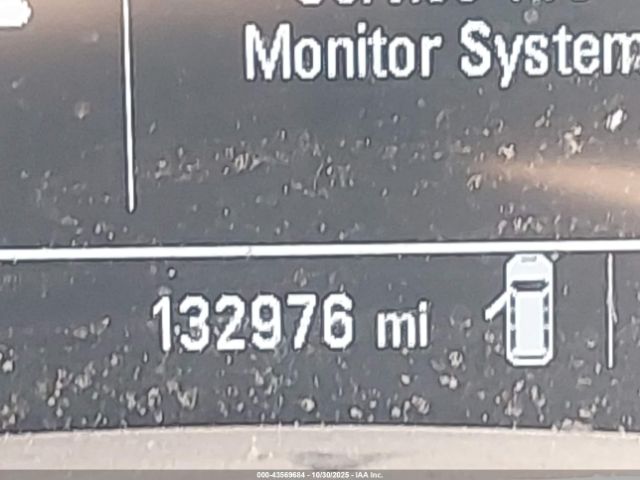 Monitor System
132976 mi
000-43569684 - 10/30/2025 - IAA Inc.